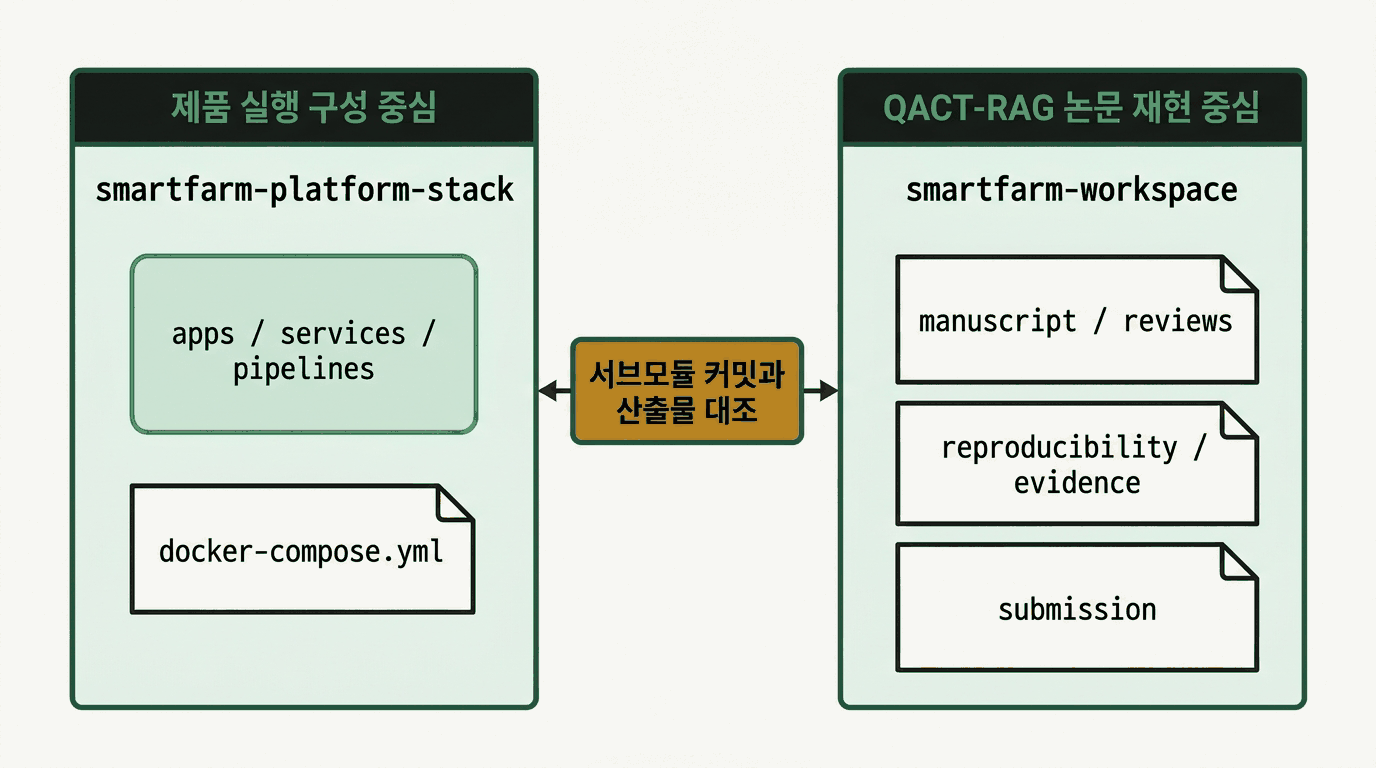 제품 실행 구성 중심
smartfarm-platform-stack
apps / services /
pipelines
docker-compose.yml
서브모듈 커밋과
산출물 대조
QACT-RAG 논문 재현 중심
smartfarm-workspace
manuscript / reviews
reproducibility /
evidence
submission